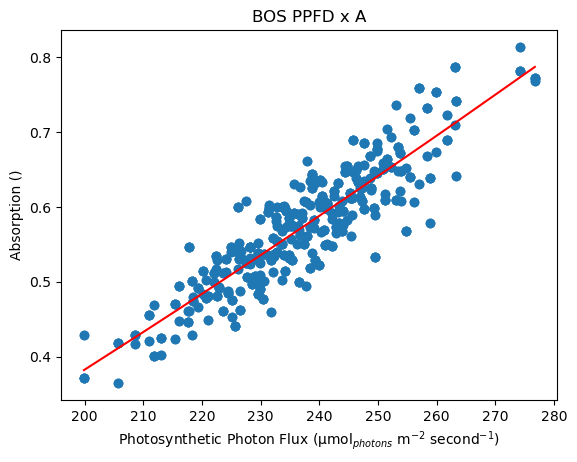 BOS PPFD x A
0.8
0.7
0.6
0.5
0.4
Absorption ()
200 210 220 230 240 250 260 270 280
Photosynthetic Photon Flux (μmol_photons m⁻² second⁻¹)